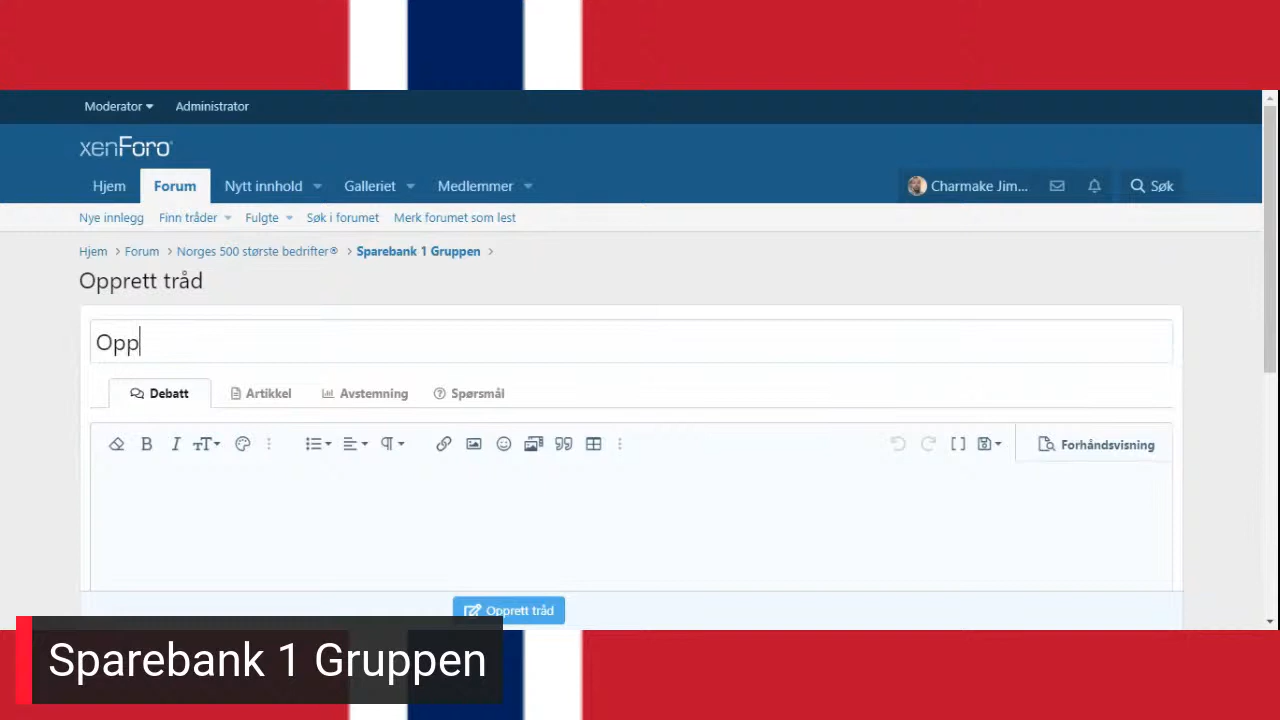 Moderator Administrator
xenForo
Hjem Forum Nytt innhold Galleriet Medlemmer Charmake Jim... Søk
Nye innlegg Finn tråder Fulgte Søk i forumet Merk forumet som lest
Hjem Forum Norges 500 største bedrifter® Sparebank 1 Gruppen
Opprett tråd
Opp
Debatt Artikkel Avstemning Spørsmål
Forhåndsvisning
Opprett tråd
Sparebank 1 Gruppen